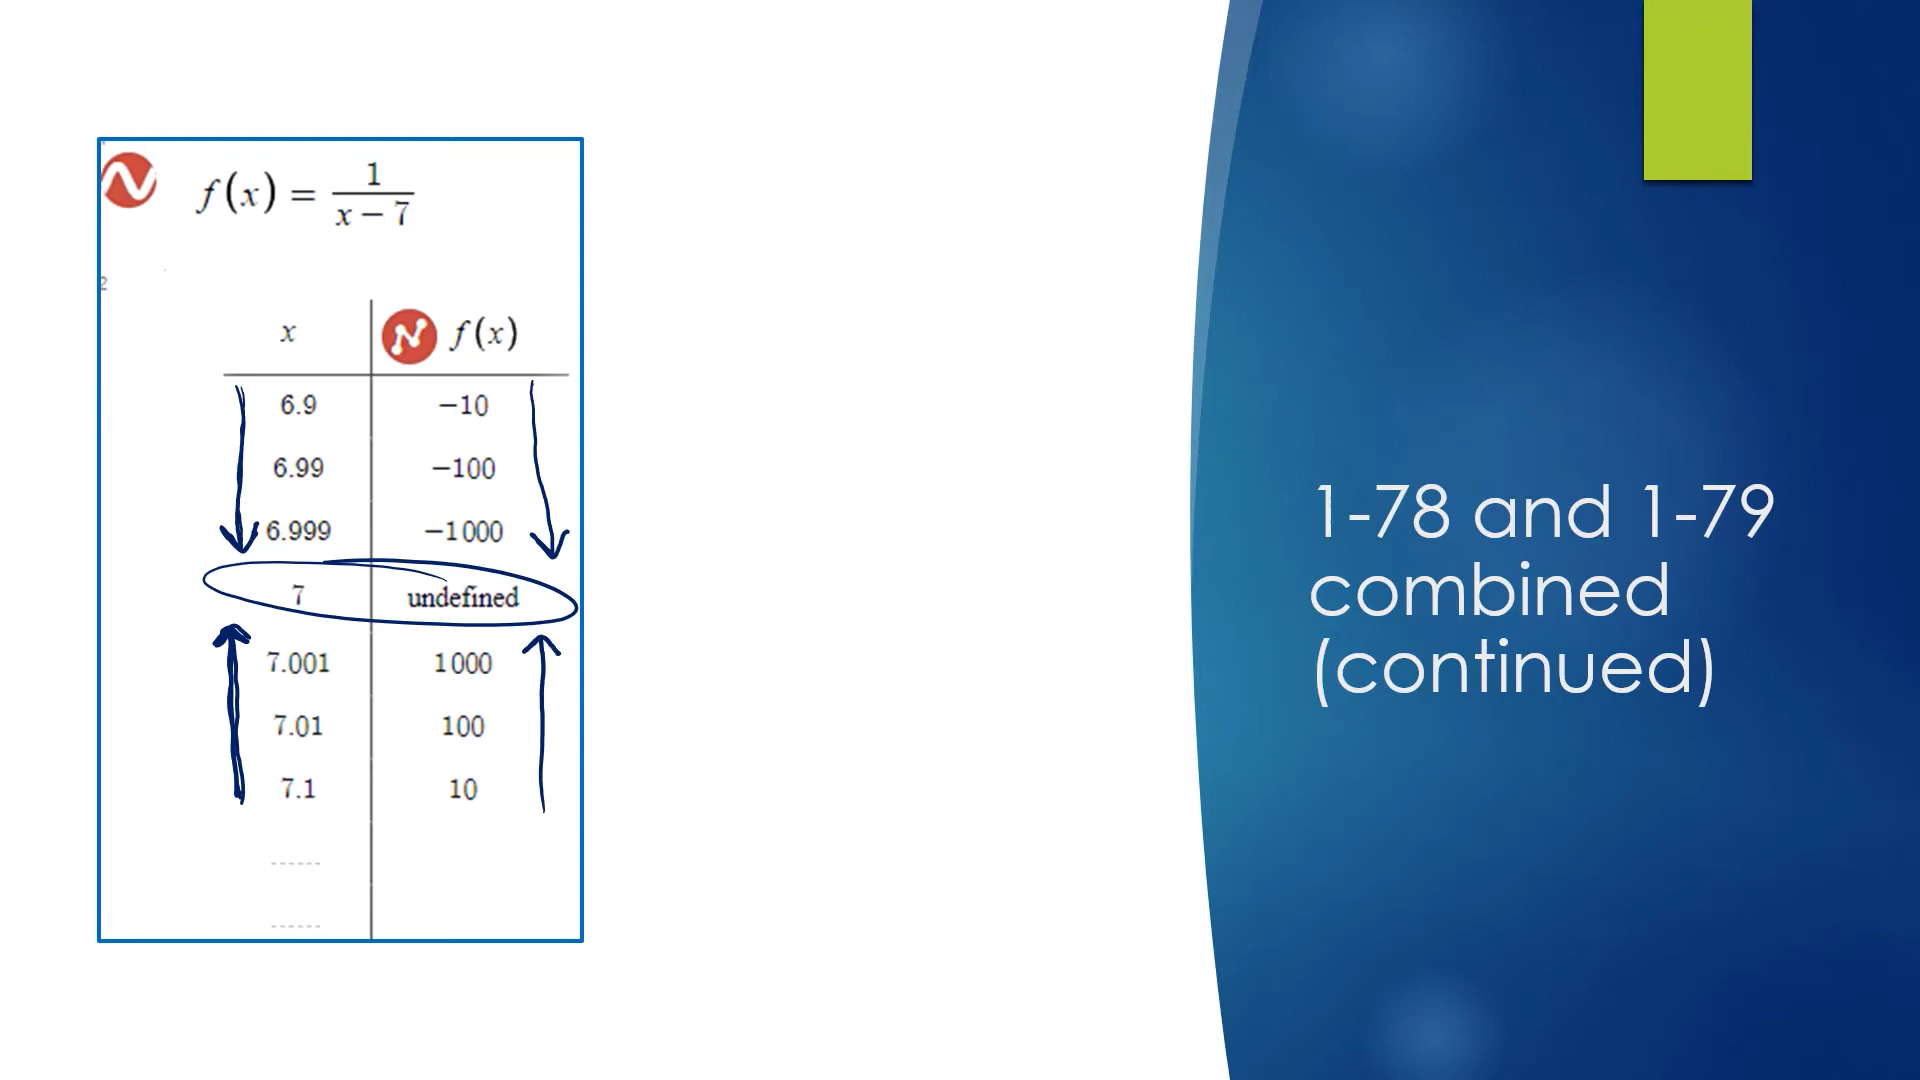 f(x) = 1/(x − 7)
2
x f(x)
6.9 −10
6.99 −100
6.999 −1000
7 undefined
7.001 1000
7.01 100
7.1 10
1-78 and 1-79
combined
(continued)